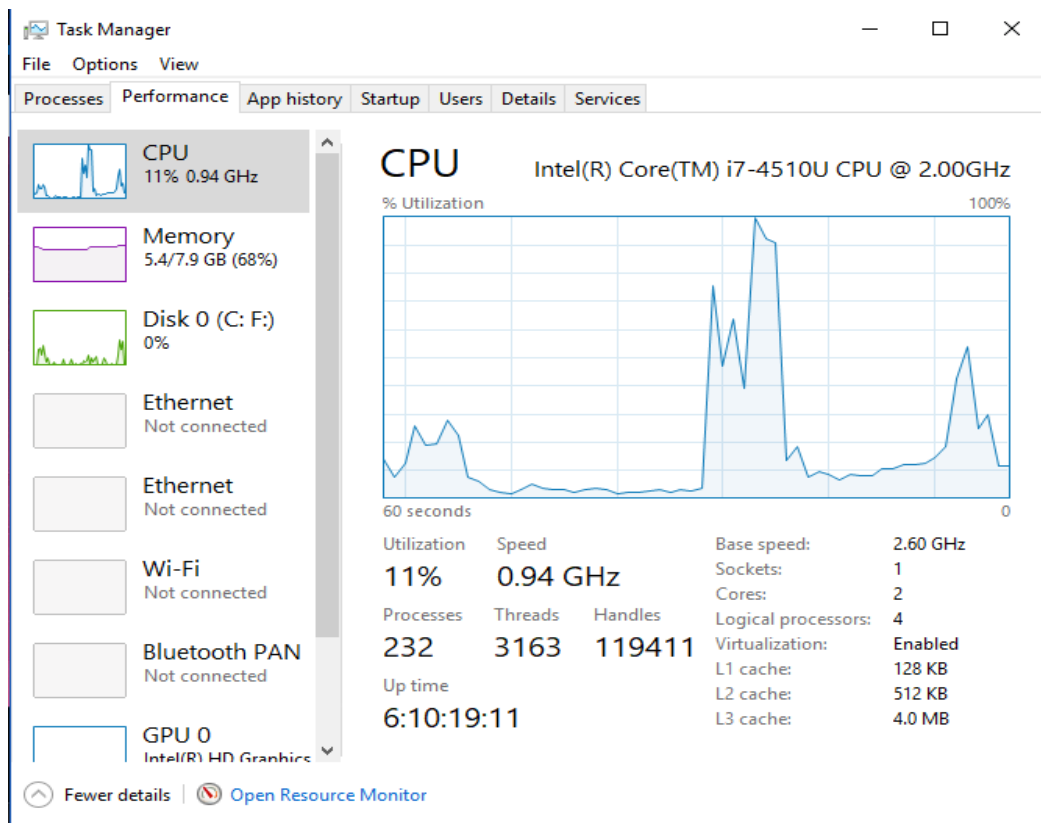 Task Manager
File Options View
Processes Performance App history Startup Users Details Services
CPU
11% 0.94 GHz
Memory
5.4/7.9 GB (68%)
Disk 0 (C: F:)
0%
Ethernet
Not connected
Ethernet
Not connected
Wi-Fi
Not connected
Bluetooth PAN
Not connected
GPU 0
Intel(R) HD Graphics
CPU Intel(R) Core(TM) i7-4510U CPU @ 2.00GHz
% Utilization 100%
60 seconds 0
Utilization Speed
11% 0.94 GHz
Processes Threads Handles
232 3163 119411
Up time
6:10:19:11
Base speed: 2.60 GHz
Sockets: 1
Cores: 2
Logical processors: 4
Virtualization: Enabled
L1 cache: 128 KB
L2 cache: 512 KB
L3 cache: 4.0 MB
Fewer details Open Resource Monitor